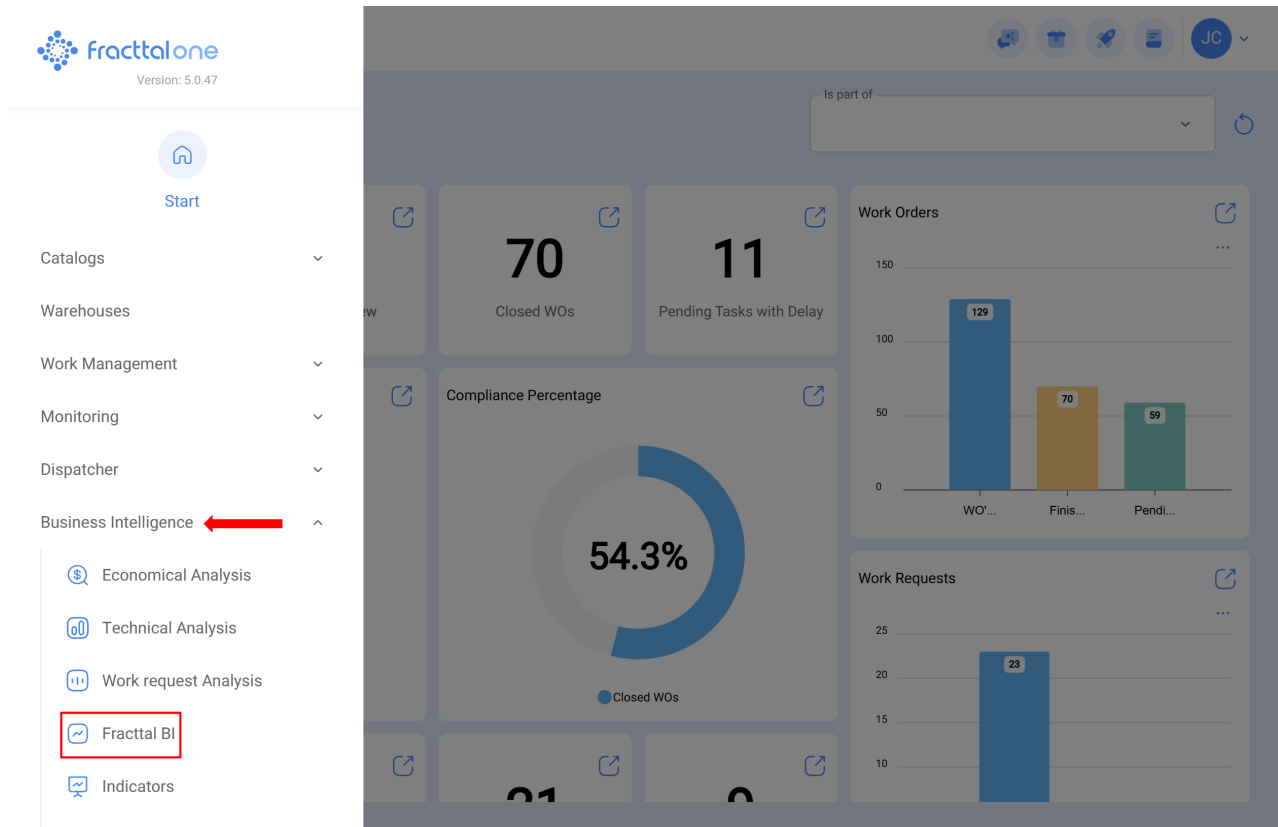 fracttal one
Version: 5.0.47
JC
Start
Catalogs
Warehouses
Work Management
Monitoring
Dispatcher
Business Intelligence
Economical Analysis
Technical Analysis
Work request Analysis
Fracttal BI
Indicators
Is part of
70
Closed WOs
11
Pending Tasks with Delay
Work Orders
...
150
100
50
0
129
70
59
WO'...
Finis...
Pendi...
Compliance Percentage
54.3%
Closed WOs
Work Requests
...
25
20
15
10
23